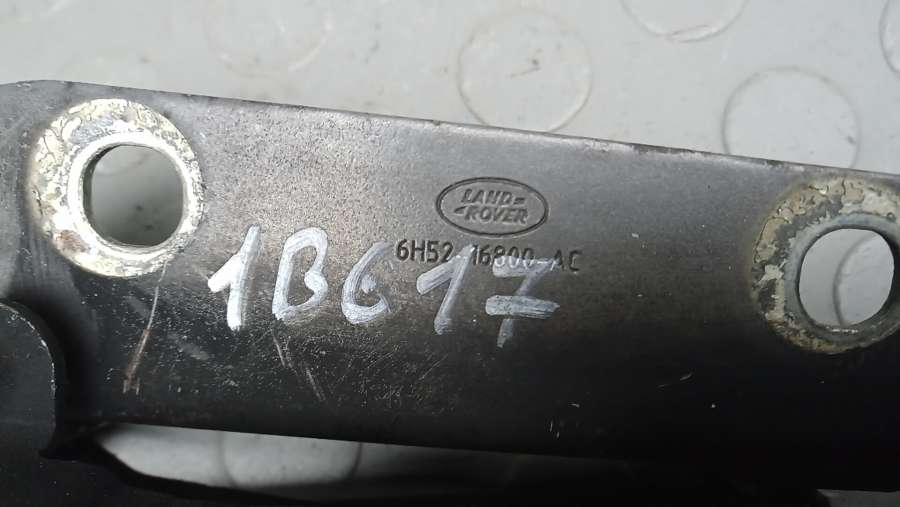 LAND
ROVER
6H52-16800-AC
1BG17